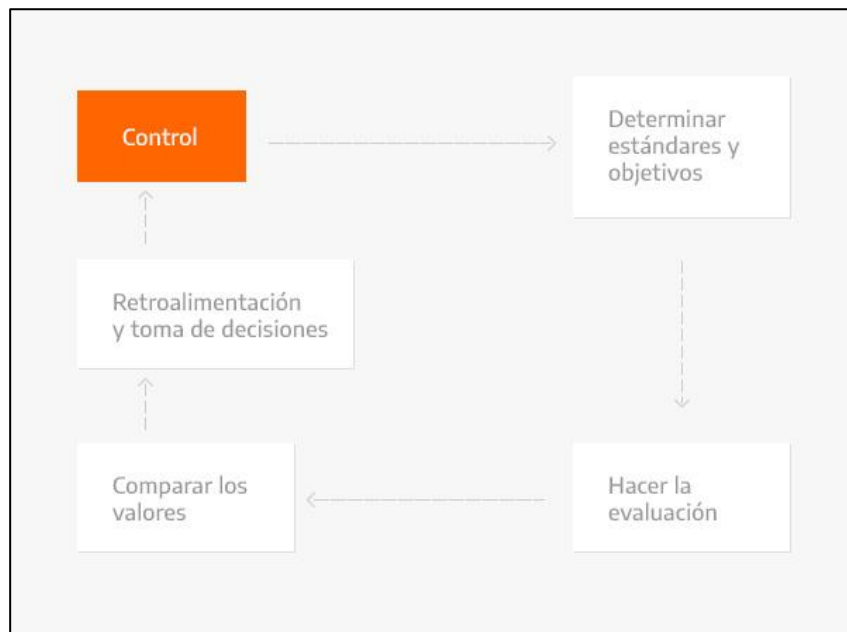 Control
Determinar
estándares y
objetivos
Retroalimentación
y toma de decisiones
Comparar los
valores
Hacer la
evaluación